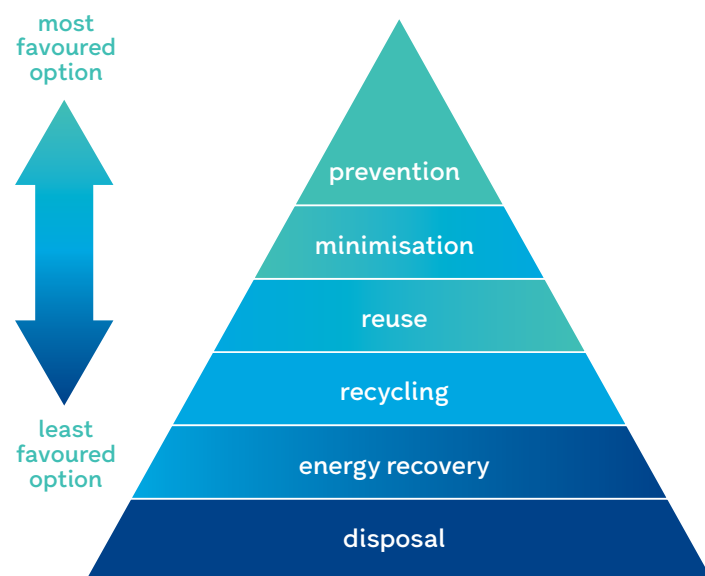 most
favoured
option
prevention
minimisation
reuse
recycling
least
favoured
option
energy recovery
disposal